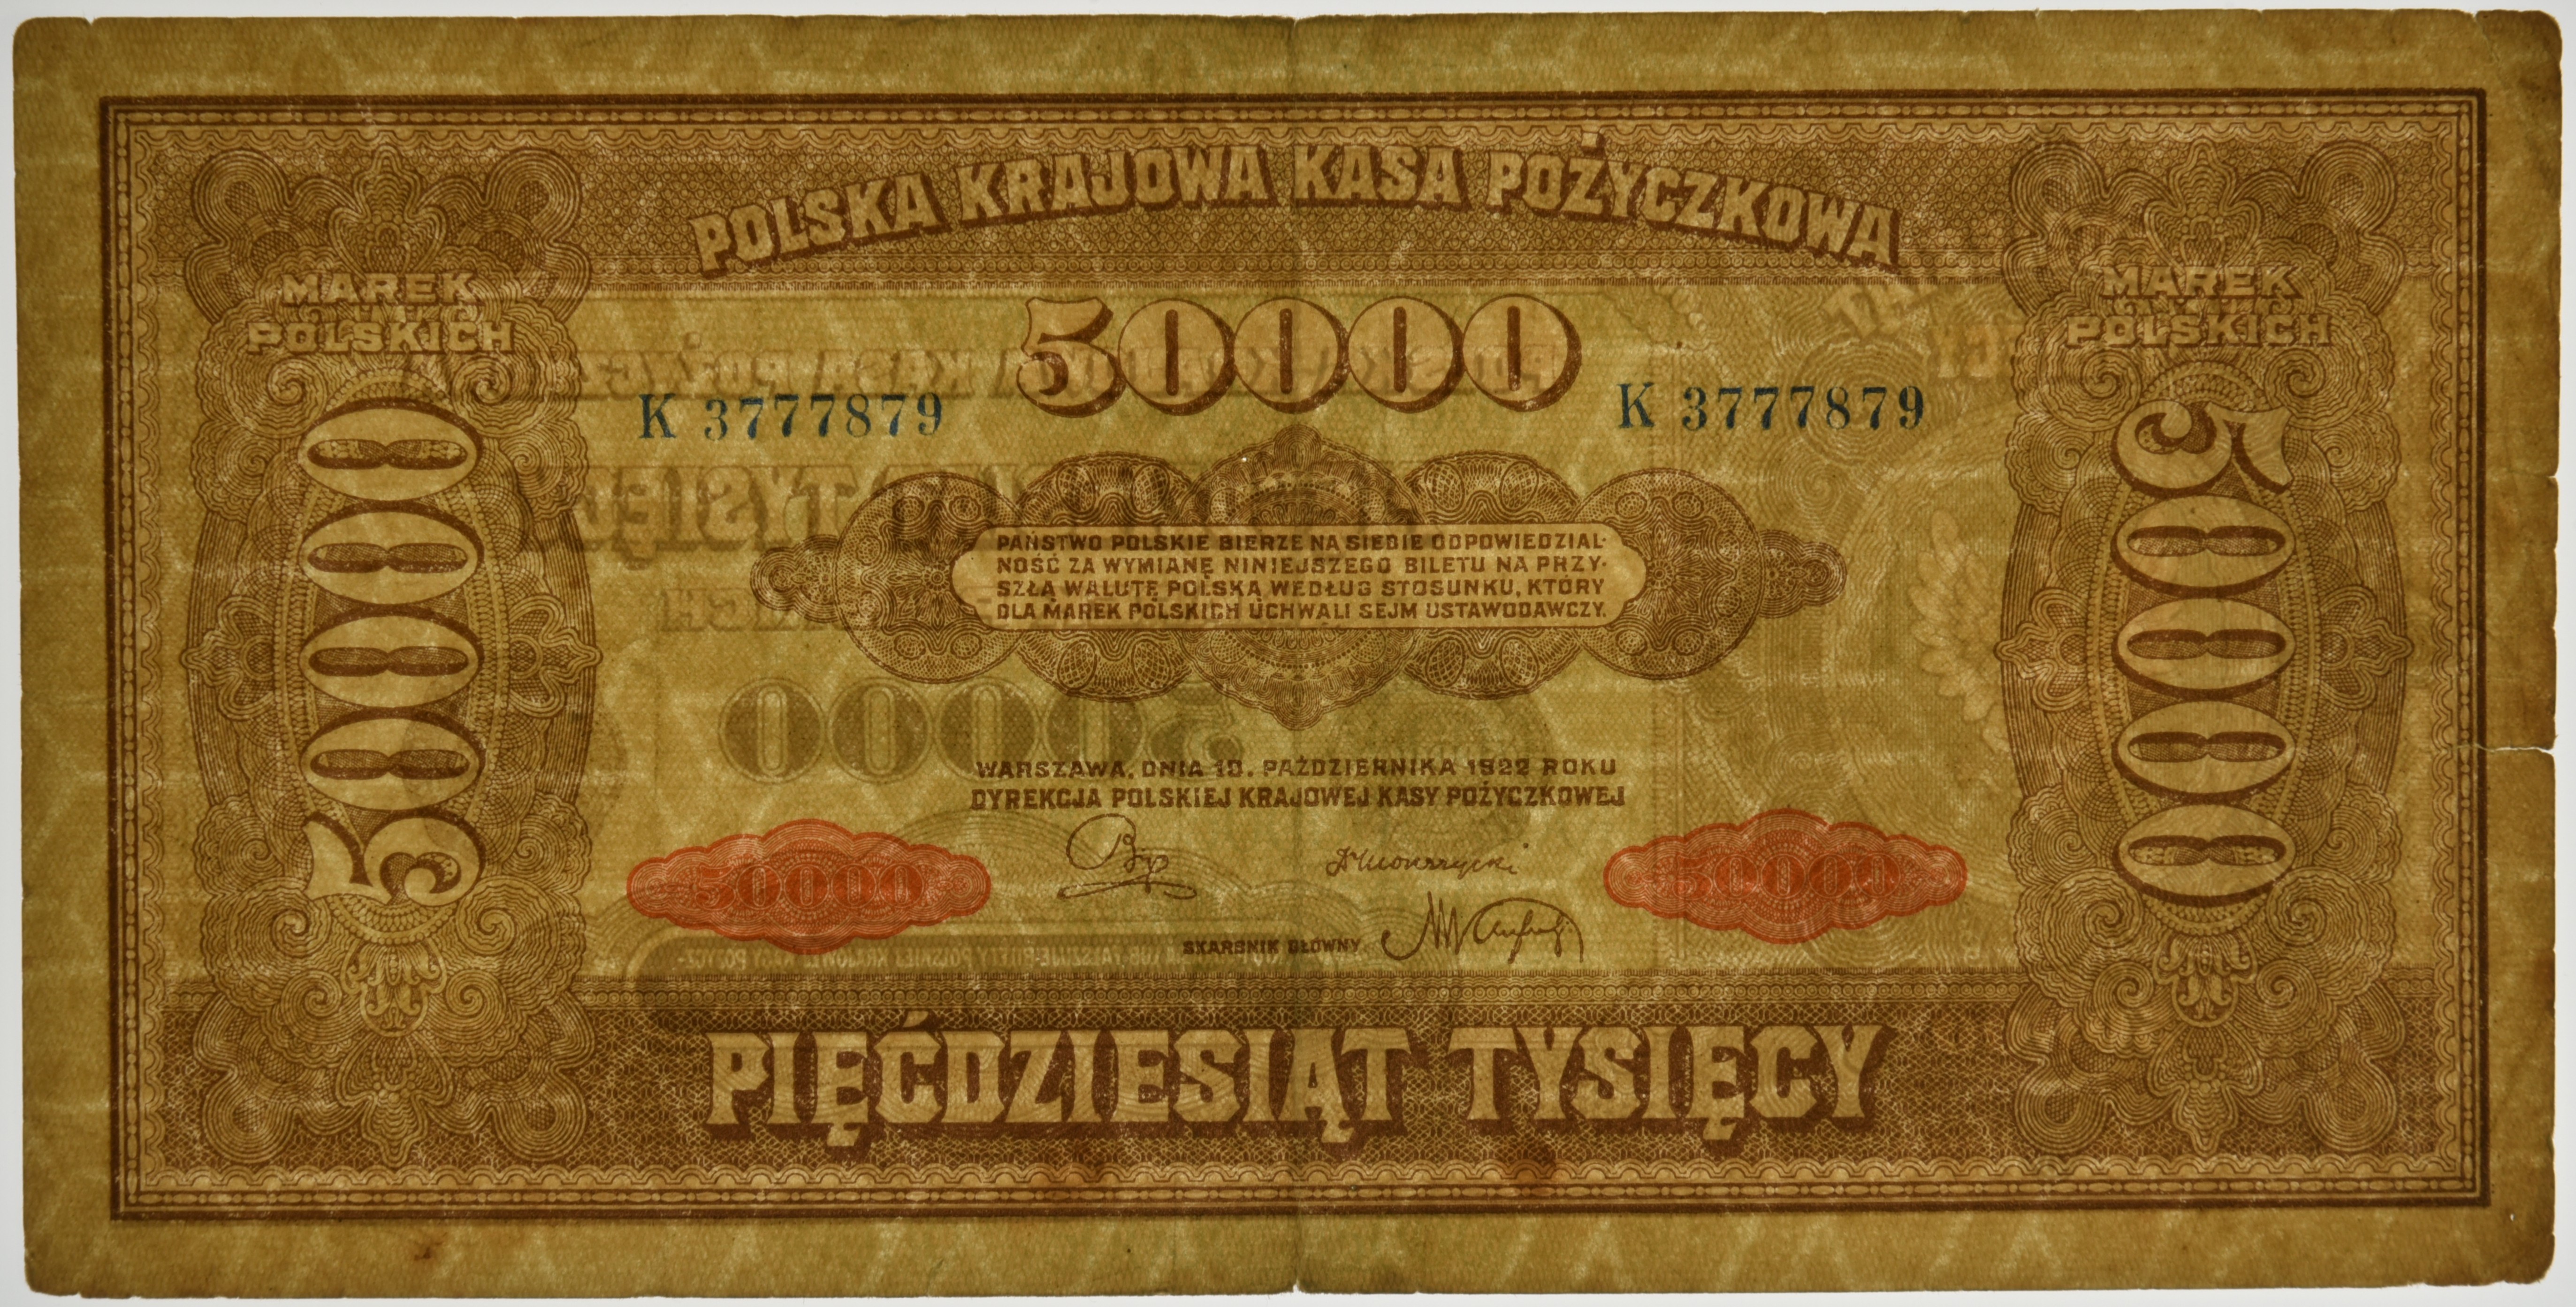 POLSKA KRAJOWA KASA POŻYCZKOWA
MAREK
POLSKICH
50000
MAREK
POLSKICH
K 3777879
K 3777879
50000
50000
PAŃSTWO POLSKIE BIERZE NA SIEBIE ODPOWIEDZIAL-
NOŚĆ ZA WYMIANĘ NINIEJSZEGO BILETU NA PRZY-
SZŁĄ WALUTĘ POLSKĄ WEDŁUG STOSUNKU, KTÓRY
DLA MAREK POLSKICH UCHWALI SEJM USTAWODAWCZY.
50000
WARSZAWA, DNIA 10. PAŹDZIERNIKA 1922 ROKU
DYREKCJA POLSKIEJ KRAJOWEJ KASY POŻYCZKOWEJ
50000
50000
SKARBNIK GŁÓWNY
PIĘĆDZIESIĄT TYSIĘCY